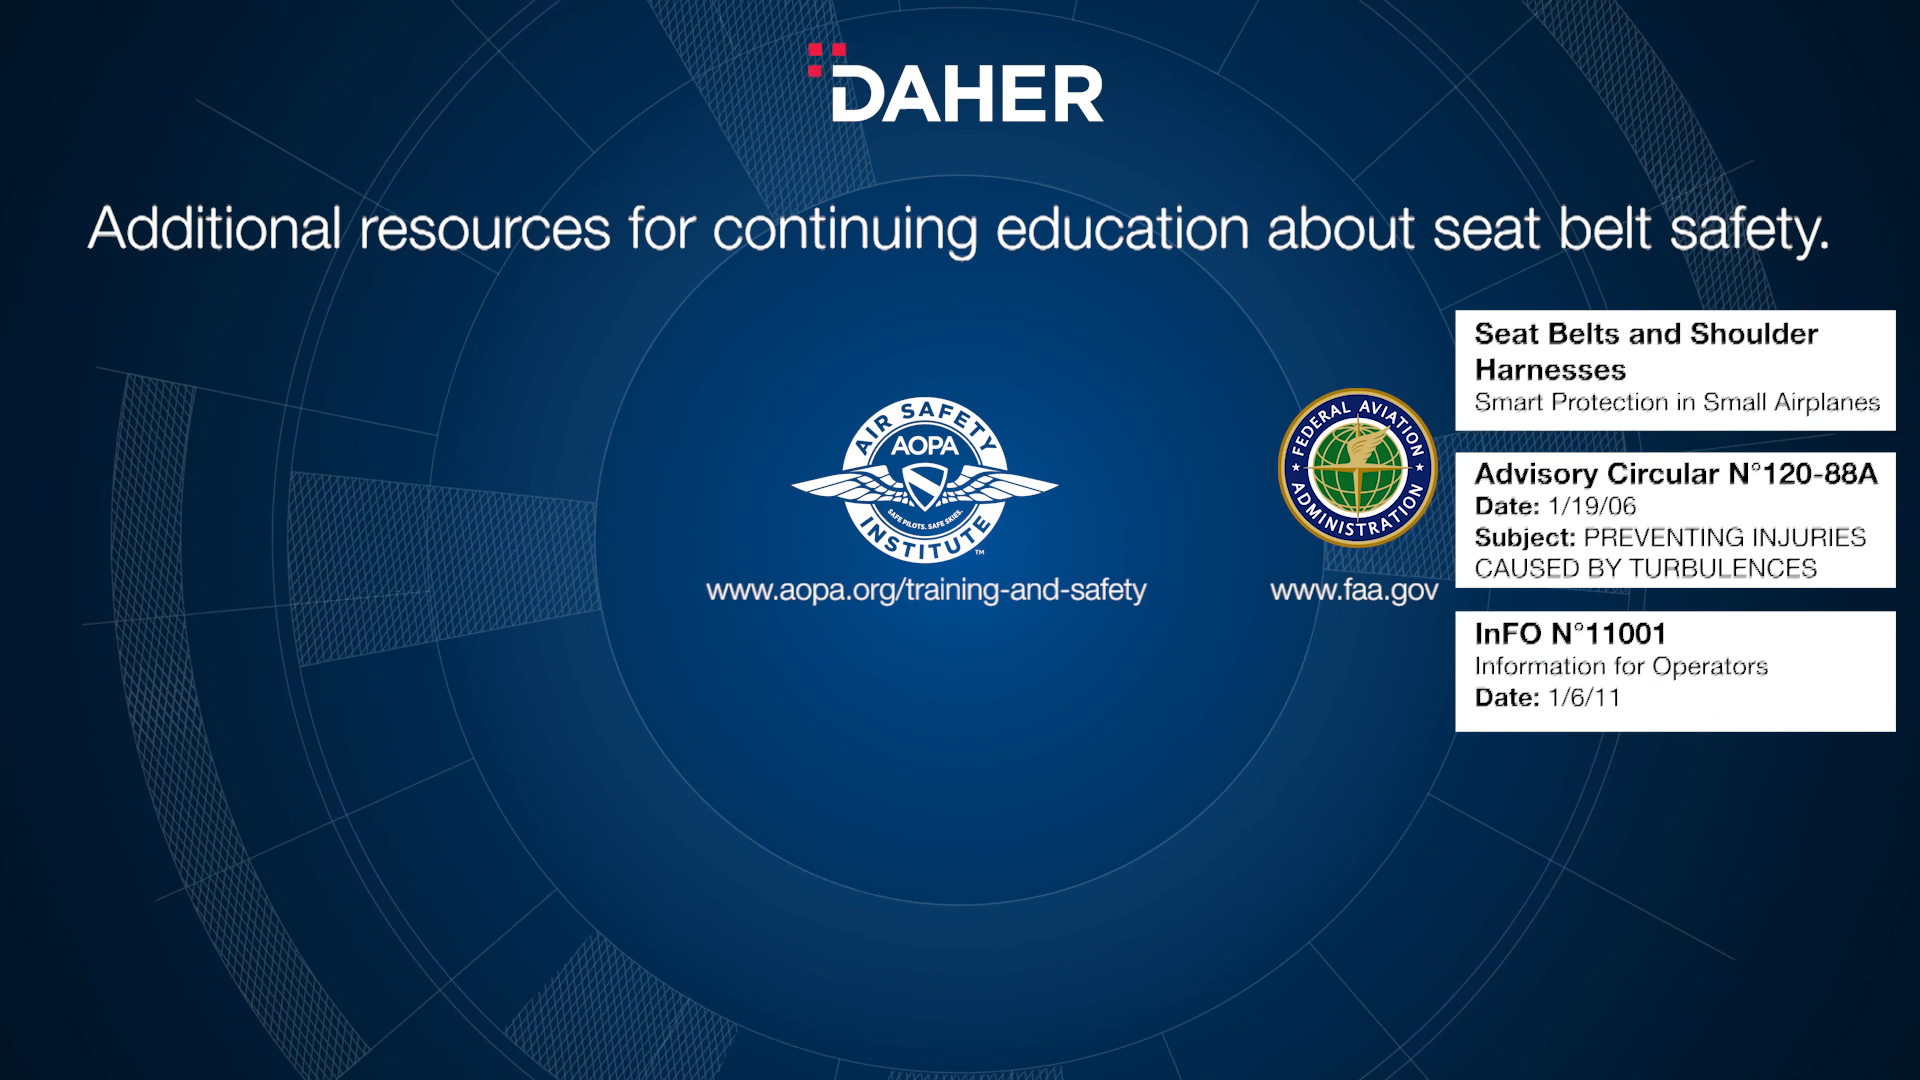 DAHER
Additional resources for continuing education about seat belt safety.
AIR SAFETY
AOPA
SAFE PILOTS. SAFE SKIES.
INSTITUTE™
www.aopa.org/training-and-safety
FEDERAL AVIATION
ADMINISTRATION
www.faa.gov
Seat Belts and Shoulder
Harnesses
Smart Protection in Small Airplanes
Advisory Circular N°120-88A
Date: 1/19/06
Subject: PREVENTING INJURIES
CAUSED BY TURBULENCES
InFO N°11001
Information for Operators
Date: 1/6/11